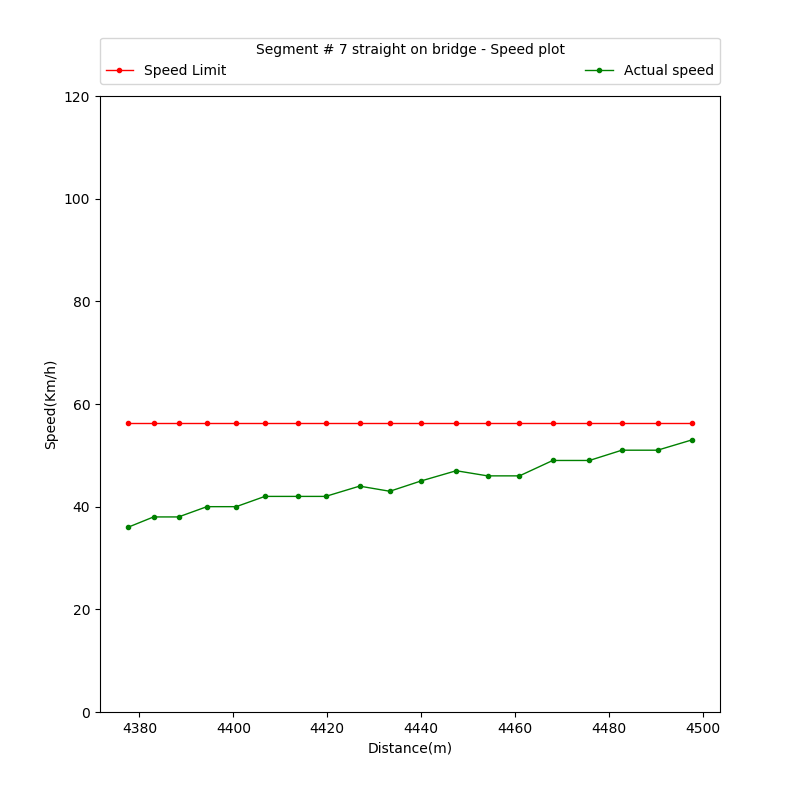 Segment # 7 straight on bridge - Speed plot
Speed Limit
Actual speed
120
100
80
60
40
20
0
Speed(Km/h)
4380
4400
4420
4440
4460
4480
4500
Distance(m)